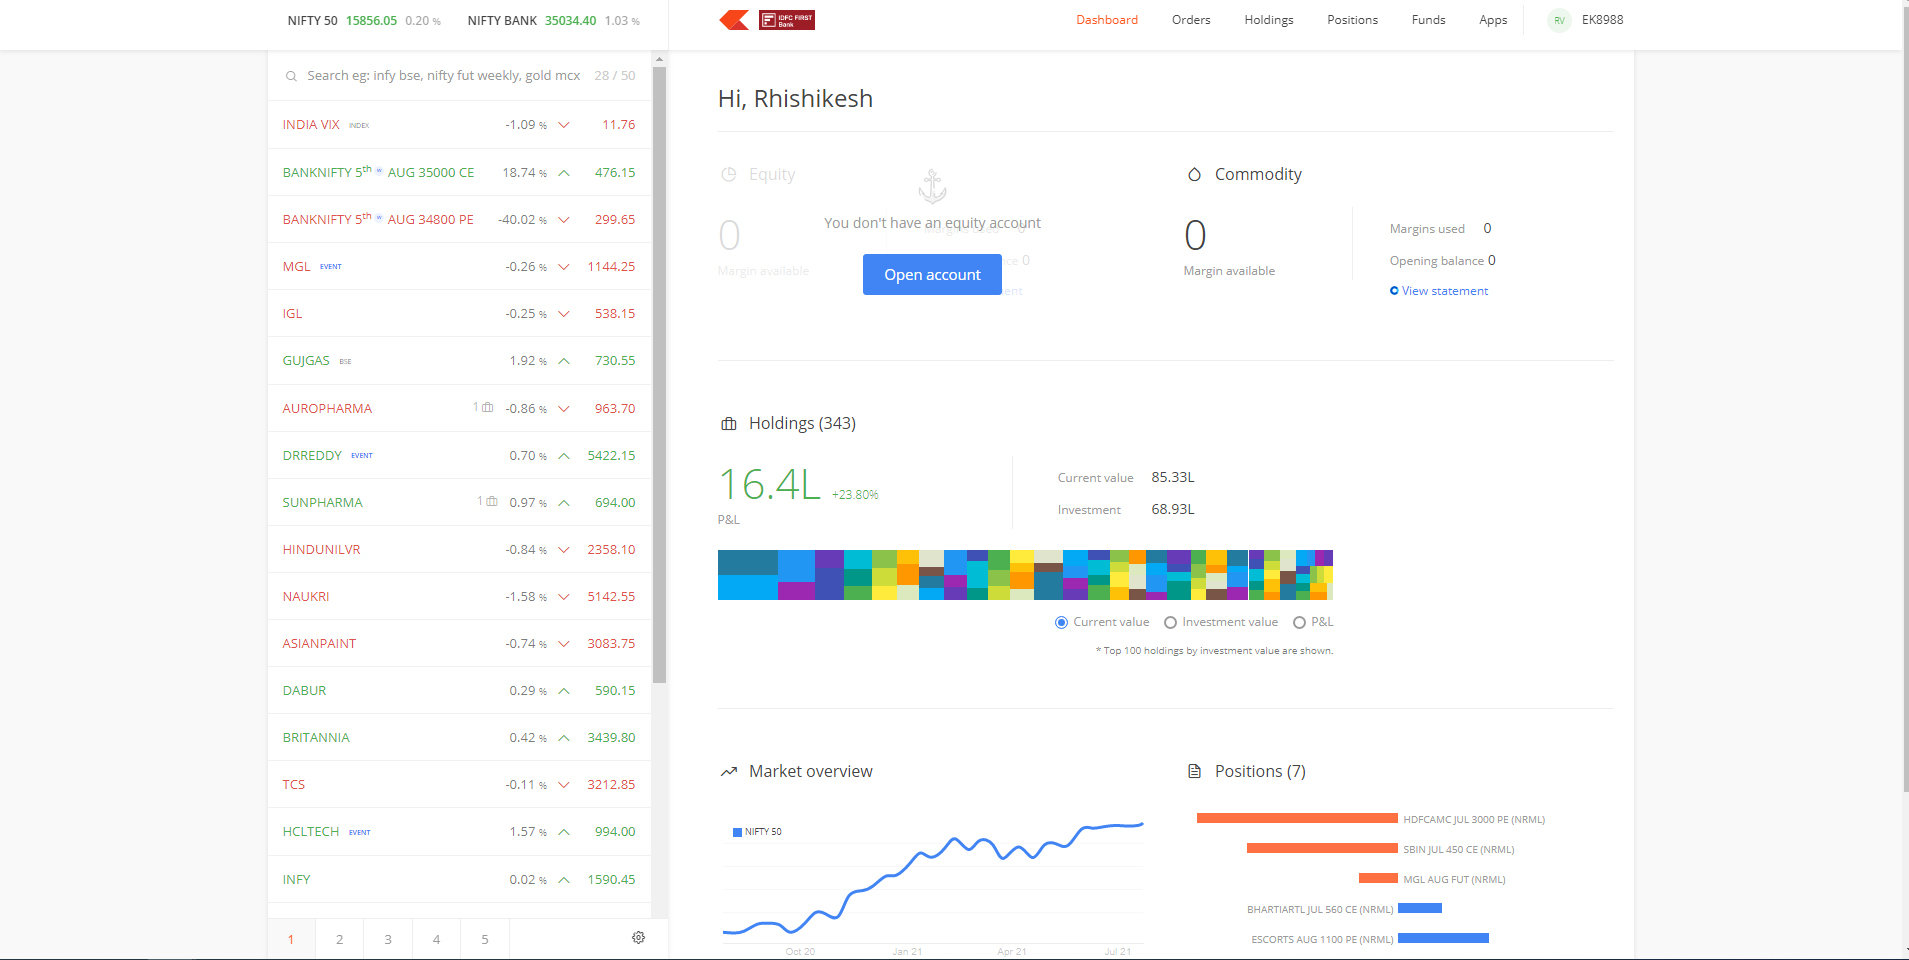 NIFTY 50 15856.05 0.20 % NIFTY BANK 35034.40 1.03 %
IDFC FIRST
Bank
Dashboard Orders Holdings Positions Funds Apps RV EK8988
Search eg: infy bse, nifty fut weekly, gold mcx 28 / 50
INDIA VIX INDEX -1.09 % 11.76
BANKNIFTY 5th w AUG 35000 CE 18.74 % 476.15
BANKNIFTY 5th w AUG 34800 PE -40.02 % 299.65
MGL EVENT -0.26 % 1144.25
IGL -0.25 % 538.15
GUJGAS BSE 1.92 % 730.55
AUROPHARMA 1 -0.86 % 963.70
DRREDDY EVENT 0.70 % 5422.15
SUNPHARMA 1 0.97 % 694.00
HINDUNILVR -0.84 % 2358.10
NAUKRI -1.58 % 5142.55
ASIANPAINT -0.74 % 3083.75
DABUR 0.29 % 590.15
BRITANNIA 0.42 % 3439.80
TCS -0.11 % 3212.85
HCLTECH EVENT 1.57 % 994.00
INFY 0.02 % 1590.45
1 2 3 4 5
Hi, Rhishikesh
Equity
You don't have an equity account
0
Margins used 0
Margin available
0
Open account
Commodity
0
Margin available
Margins used 0
Opening balance 0
View statement
Holdings (343)
16.4L +23.80%
P&L
Current value 85.33L
Investment 68.93L
Current value Investment value P&L
* Top 100 holdings by investment value are shown.
Market overview
NIFTY 50
Oct 20 Jan 21 Apr 21 Jul 21
Positions (7)
HDFCAMC JUL 3000 PE (NRML)
SBIN JUL 450 CE (NRML)
MGL AUG FUT (NRML)
BHARTIARTL JUL 560 CE (NRML)
ESCORTS AUG 1100 PE (NRML)